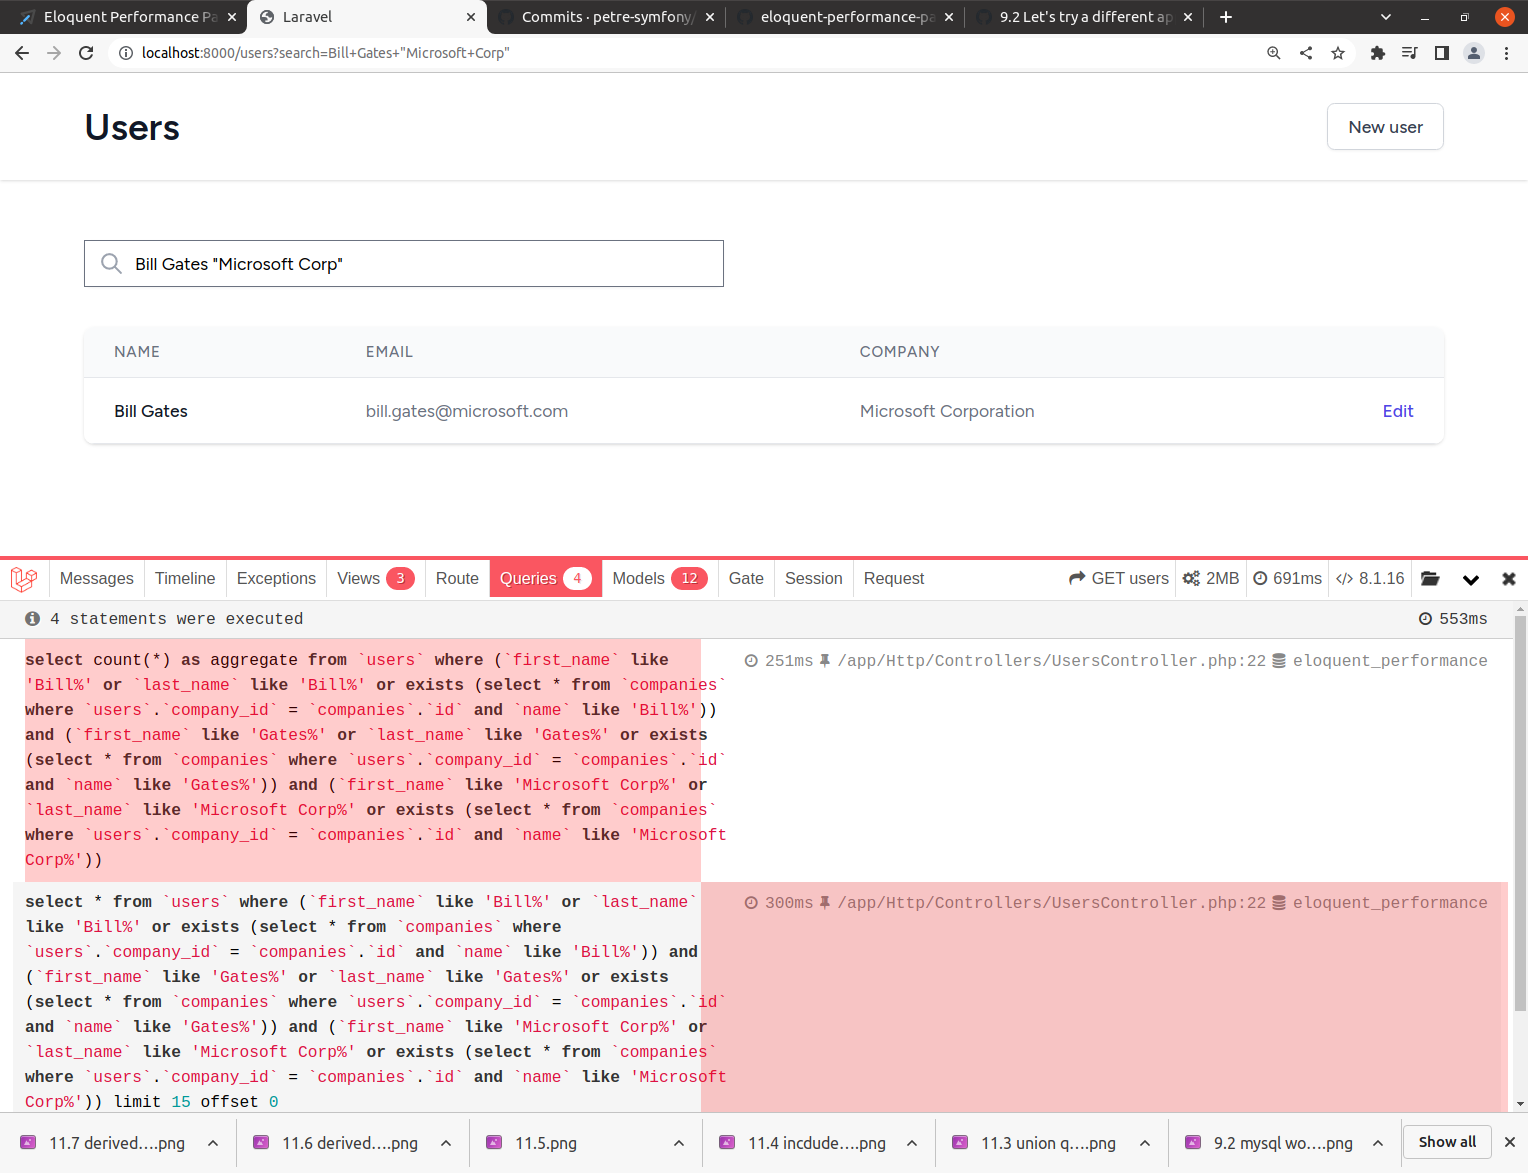 Eloquent Performance Pa
Laravel
Commits · petre-symfony/
eloquent-performance-pa
9.2 Let's try a different ap
localhost:8000/users?search=Bill+Gates+"Microsoft+Corp"
Users
New user
Bill Gates "Microsoft Corp"
NAME EMAIL COMPANY
Bill Gates bill.gates@microsoft.com Microsoft Corporation Edit
Messages Timeline Exceptions Views 3 Route Queries 4 Models 12 Gate Session Request GET users 2MB 691ms </> 8.1.16
4 statements were executed 553ms
select count(*) as aggregate from `users` where (`first_name` like
'Bill%' or `last_name` like 'Bill%' or exists (select * from `companies`
where `users`.`company_id` = `companies`.`id` and `name` like 'Bill%'))
and (`first_name` like 'Gates%' or `last_name` like 'Gates%' or exists
(select * from `companies` where `users`.`company_id` = `companies`.`id`
and `name` like 'Gates%')) and (`first_name` like 'Microsoft Corp%' or
`last_name` like 'Microsoft Corp%' or exists (select * from `companies`
where `users`.`company_id` = `companies`.`id` and `name` like 'Microsoft
Corp%'))
251ms /app/Http/Controllers/UsersController.php:22 eloquent_performance
select * from `users` where (`first_name` like 'Bill%' or `last_name`
like 'Bill%' or exists (select * from `companies` where
`users`.`company_id` = `companies`.`id` and `name` like 'Bill%')) and
(`first_name` like 'Gates%' or `last_name` like 'Gates%' or exists
(select * from `companies` where `users`.`company_id` = `companies`.`id`
and `name` like 'Gates%')) and (`first_name` like 'Microsoft Corp%' or
`last_name` like 'Microsoft Corp%' or exists (select * from `companies`
where `users`.`company_id` = `companies`.`id` and `name` like 'Microsoft
Corp%')) limit 15 offset 0
300ms /app/Http/Controllers/UsersController.php:22 eloquent_performance
11.7 derived….png
11.6 derived….png
11.5.png
11.4 incdude….png
11.3 union q….png
9.2 mysql wo….png
Show all